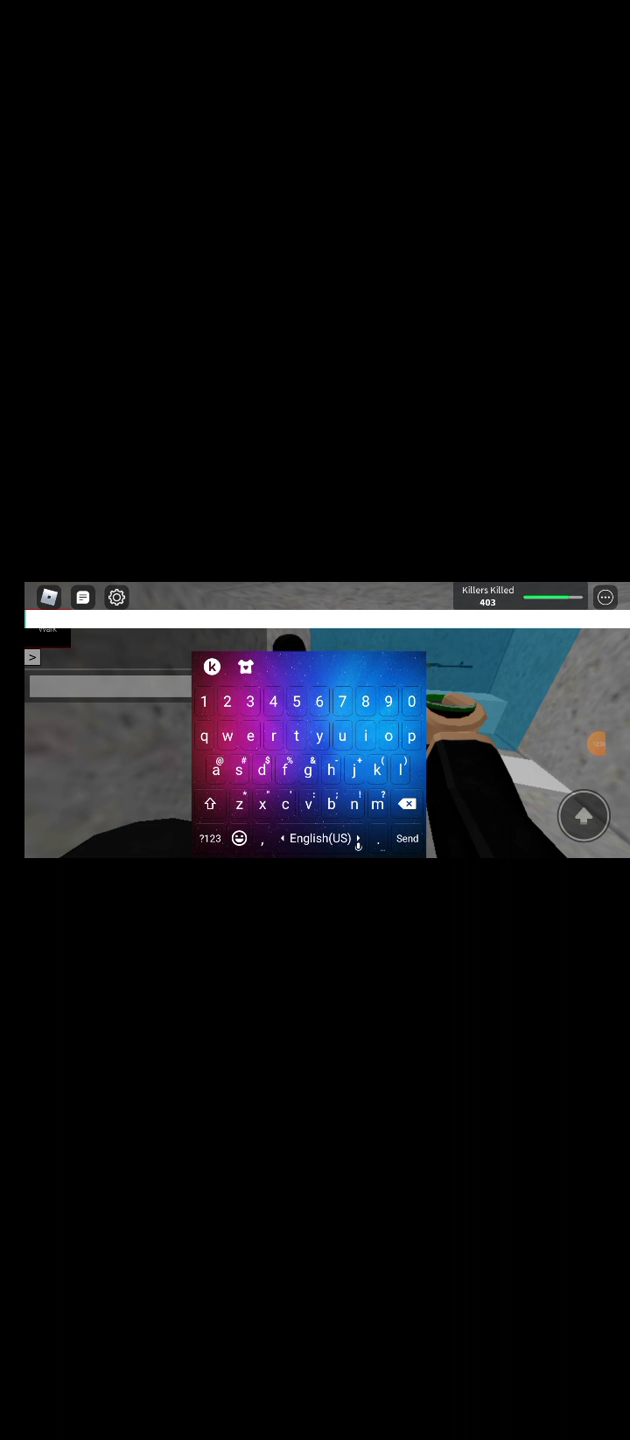 Killers Killed
403
Walk
>
k
1 2 3 4 5 6 7 8 9 0
q w e r t y u i o p
@ # $ % & - + ( )
a s d f g h j k l
* " ' : ; ! ?
z x c v b n m
?123 , English(US) . Send